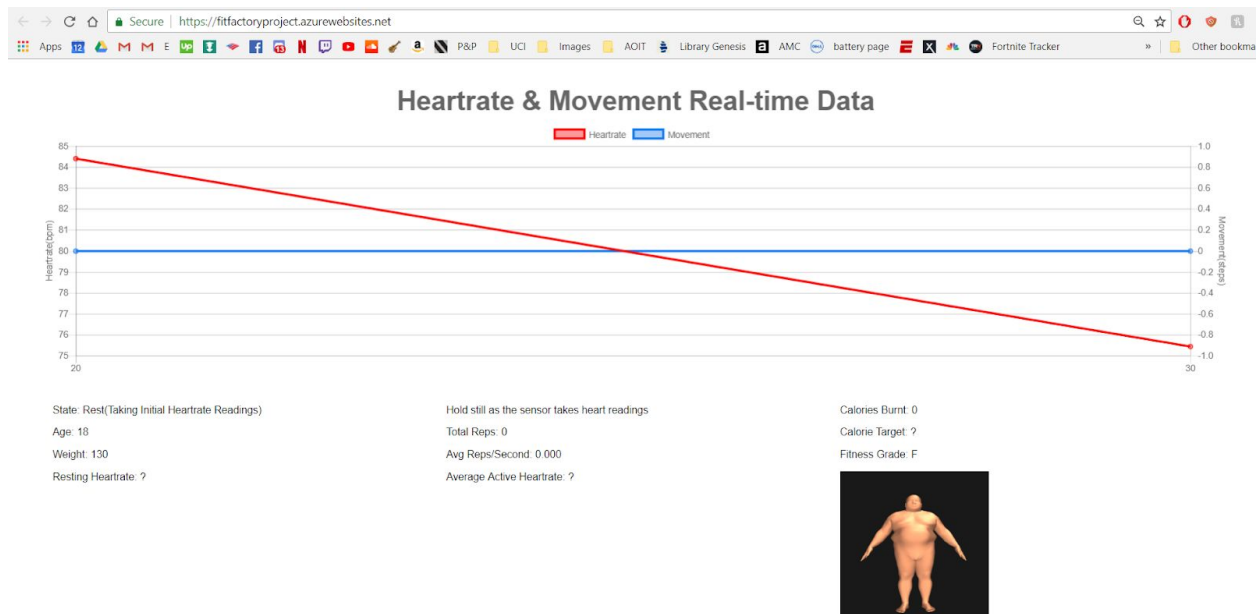 Secure | https://fitfactoryproject.azurewebsites.net
Apps 12 M M E Up f 13 N a P&P UCI Images AOIT Library Genesis a AMC DELL battery page X Fortnite Tracker » Other bookma
Heartrate & Movement Real-time Data
Heartrate Movement
85 1.0
84 0.8
83 0.6
82 0.4
81 0.2
80 0
79 -0.2
78 -0.4
77 -0.6
76 -0.8
75 -1.0
Heartrate(bpm)
Movement(steps)
20 30
State: Rest(Taking Initial Heartrate Readings) Hold still as the sensor takes heart readings Calories Burnt: 0
Age: 18 Total Reps: 0 Calorie Target: ?
Weight: 130 Avg Reps/Second: 0.000 Fitness Grade: F
Resting Heartrate: ? Average Active Heartrate: ?